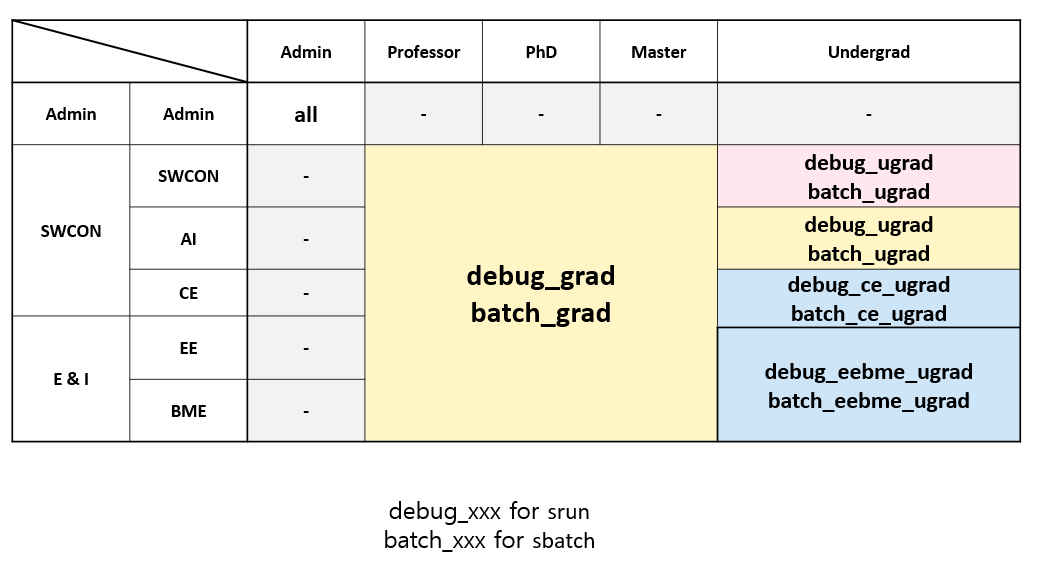 Admin Professor PhD Master Undergrad
Admin Admin all - - - -
SWCON SWCON - debug_grad debug_ugrad
batch_grad batch_ugrad
AI - debug_ugrad
batch_ugrad
CE - debug_ce_ugrad
batch_ce_ugrad
E & I EE - debug_eebme_ugrad
batch_eebme_ugrad
BME -
debug_xxx for srun
batch_xxx for sbatch